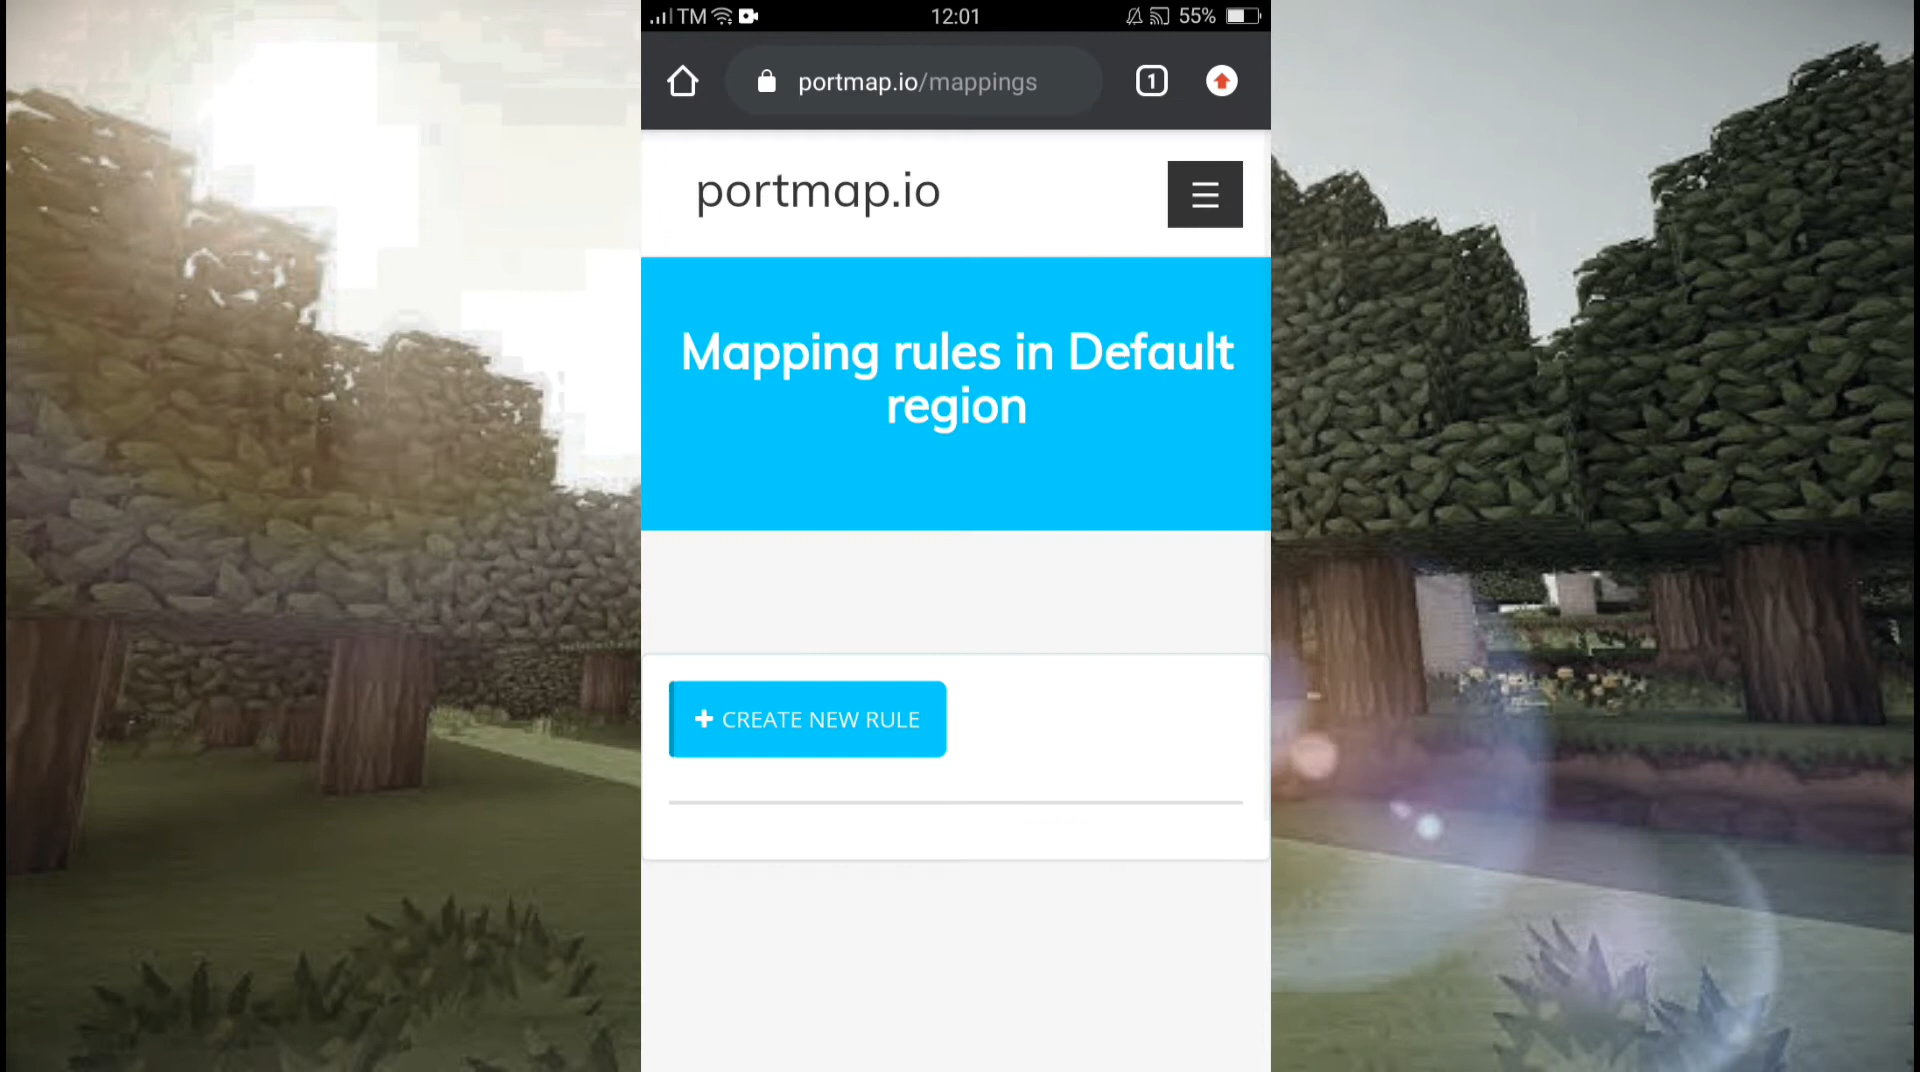 TM 12:01 55%
portmap.io/mappings 1
portmap.io
Mapping rules in Default
region
+ CREATE NEW RULE